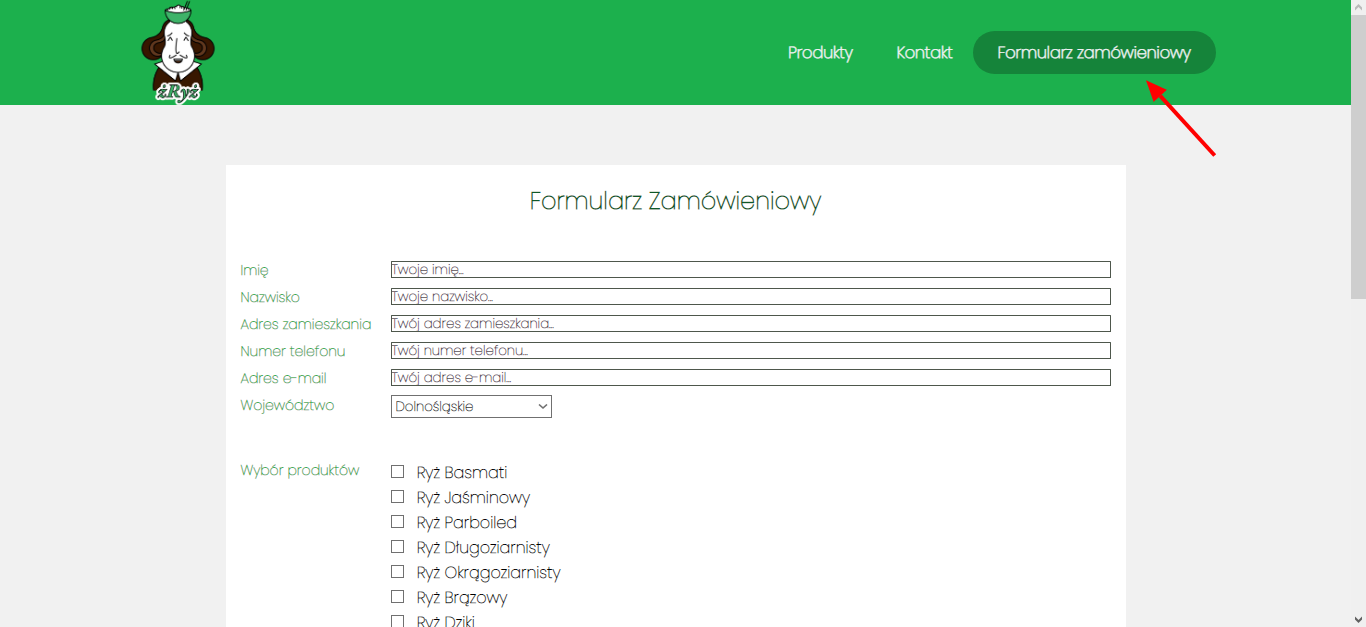 Produkty
Kontakt
Formularz zamówieniowy
żRyż
Formularz Zamówieniowy
Imię
Twoje imię...
Nazwisko
Twoje nazwisko...
Adres zamieszkania
Twój adres zamieszkania...
Numer telefonu
Twój numer telefonu...
Adres e-mail
Twój adres e-mail...
Województwo
Dolnośląskie
Wybór produktów
Ryż Basmati
Ryż Jaśminowy
Ryż Parboiled
Ryż Długoziarnisty
Ryż Okrągoziarnisty
Ryż Brązowy
Ryż Dziki